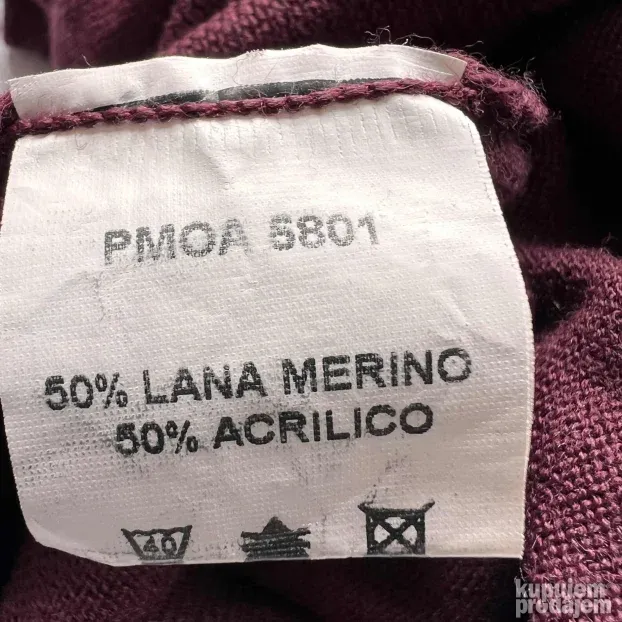 PMOA 5801
50% LANA MERINO
50% ACRILICO
40
kupujem
prodajem